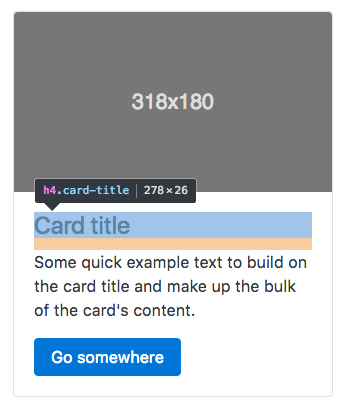 318x180
h4.card-title 278×26
Card title
Some quick example text to build on
the card title and make up the bulk
of the card's content.
Go somewhere